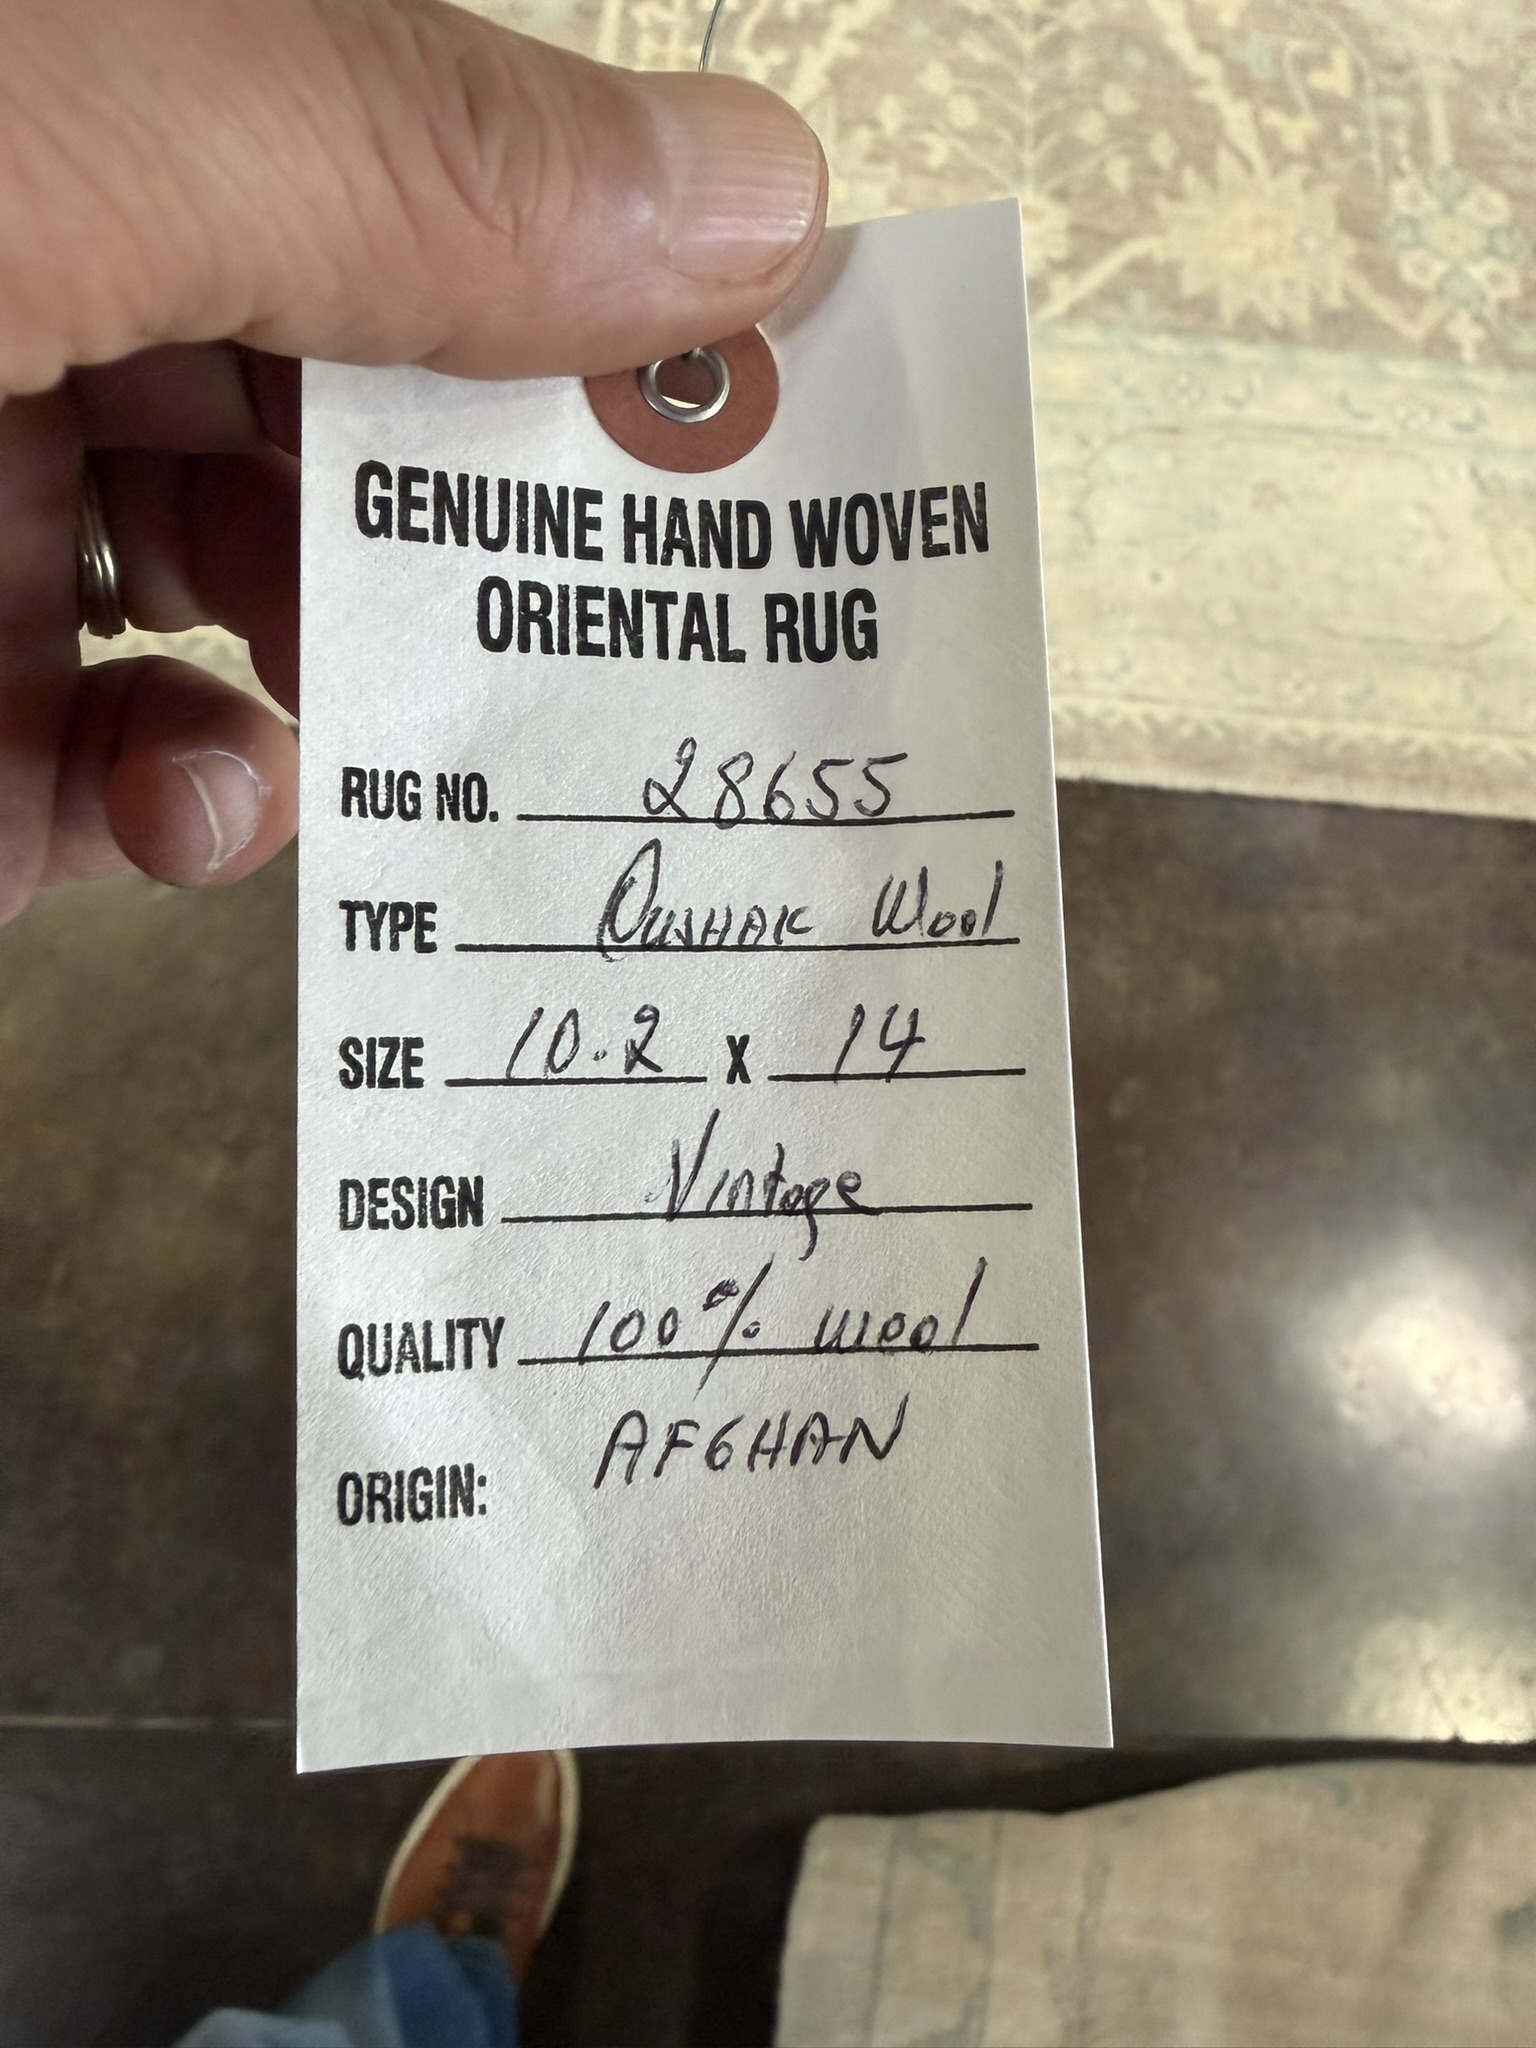 GENUINE HAND WOVEN
ORIENTAL RUG
RUG NO. 28655
TYPE Oushak Wool
SIZE 10.2 X 14
DESIGN Vintage
QUALITY 100% wool
ORIGIN: AFGHAN